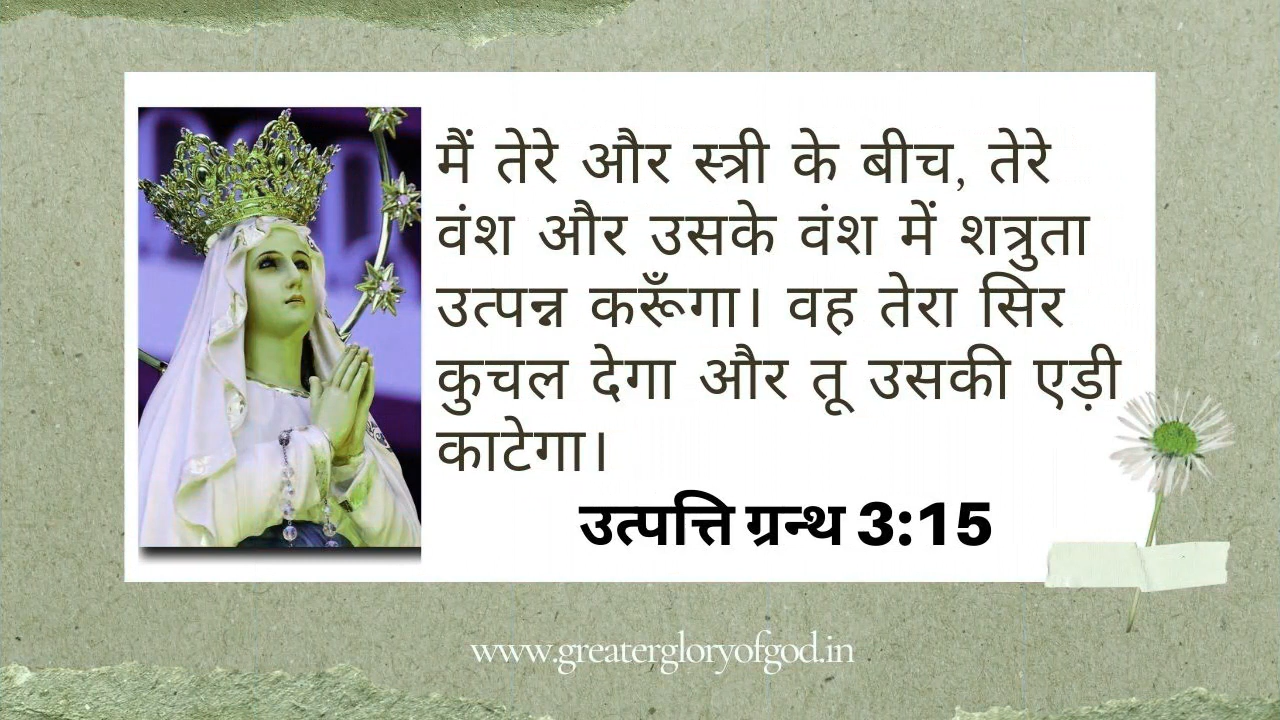 मैं तेरे और स्त्री के बीच, तेरे
वंश और उसके वंश में शत्रुता
उत्पन्न करूँगा। वह तेरा सिर
कुचल देगा और तू उसकी एड़ी
काटेगा।
उत्पत्ति ग्रन्थ 3:15
www.greatergloryofgod.in